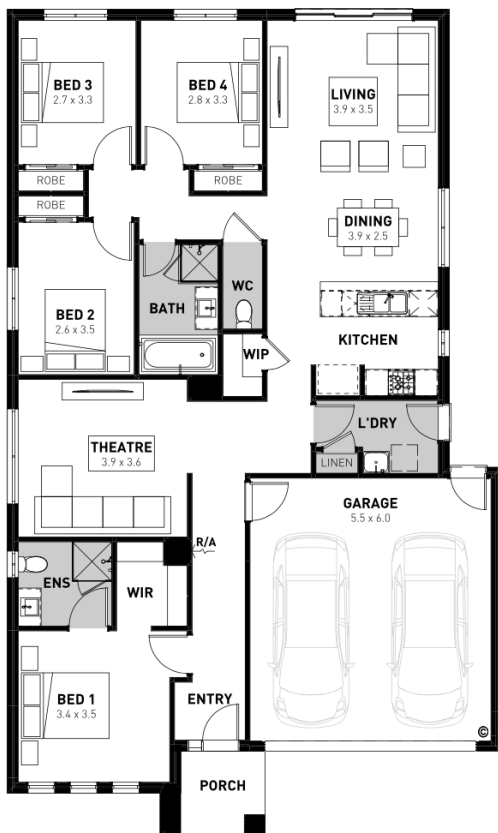 BED 3
2.7 x 3.3
BED 4
2.8 x 3.3
LIVING
3.9 x 3.5
ROBE
ROBE
ROBE
DINING
3.9 x 2.5
BED 2
2.6 x 3.5
BATH
WC
WIP
KITCHEN
L'DRY
LINEN
THEATRE
3.9 x 3.6
GARAGE
5.5 x 6.0
R/A
ENS
WIR
BED 1
3.4 x 3.5
ENTRY
©
PORCH